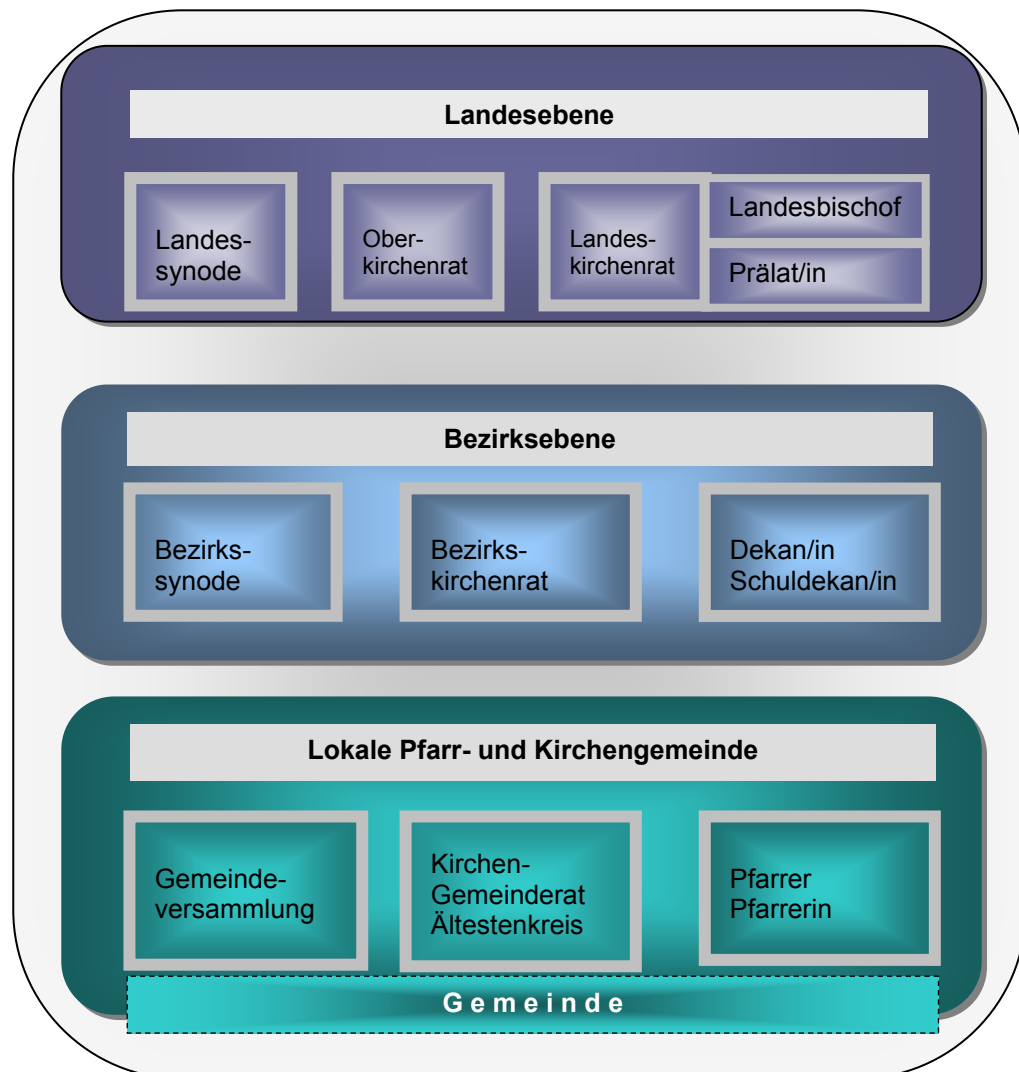 Landesebene
Landes-
synode
Ober-
kirchenrat
Landes-
kirchenrat
Landesbischof
Prälat/in
Bezirksebene
Bezirks-
synode
Bezirks-
kirchenrat
Dekan/in
Schuldekan/in
Lokale Pfarr- und Kirchengemeinde
Gemeinde-
versammlung
Kirchen-
Gemeinderat
Ältestenkreis
Pfarrer
Pfarrerin
Gemeinde